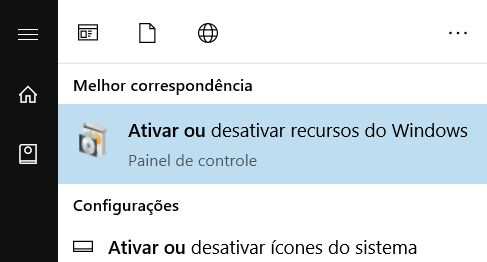 Melhor correspondência
Ativar ou desativar recursos do Windows
Painel de controle
Configurações
Ativar ou desativar ícones do sistema